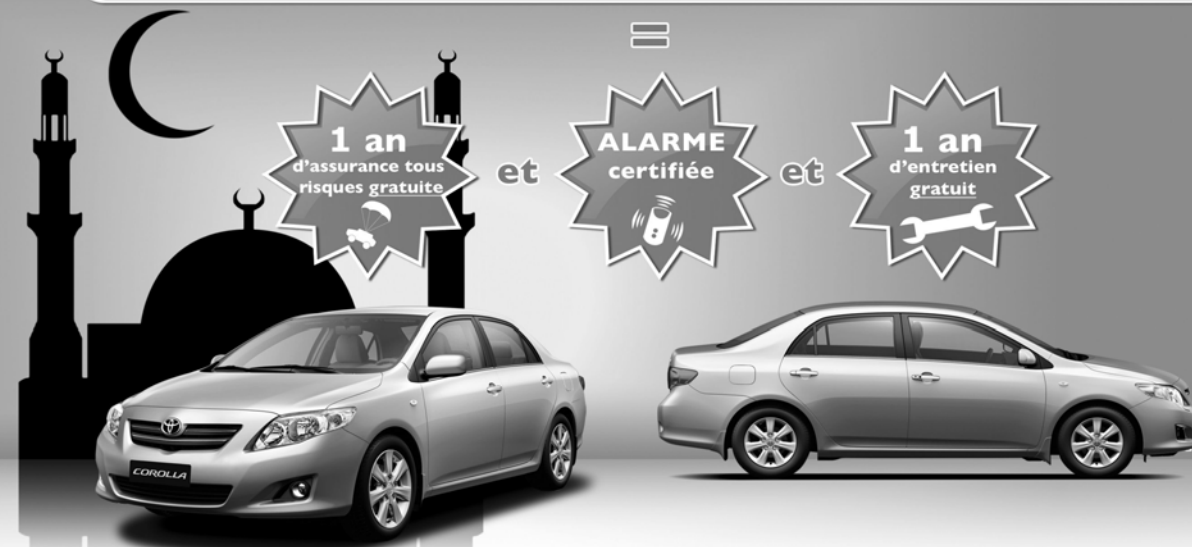 =
1 an
d'assurance tous
risques gratuite
et
ALARME
certifiée
et
1 an
d'entretien
gratuit
COROLLA